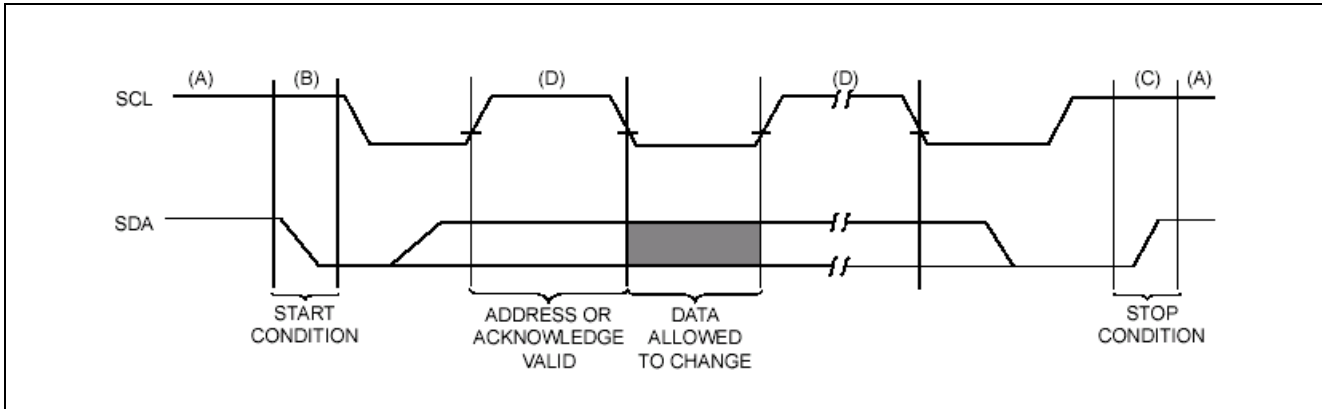 (A) (B) (D) (D) (C) (A)
SCL
SDA
START
CONDITION
ADDRESS OR
ACKNOWLEDGE
VALID
DATA
ALLOWED
TO CHANGE
STOP
CONDITION